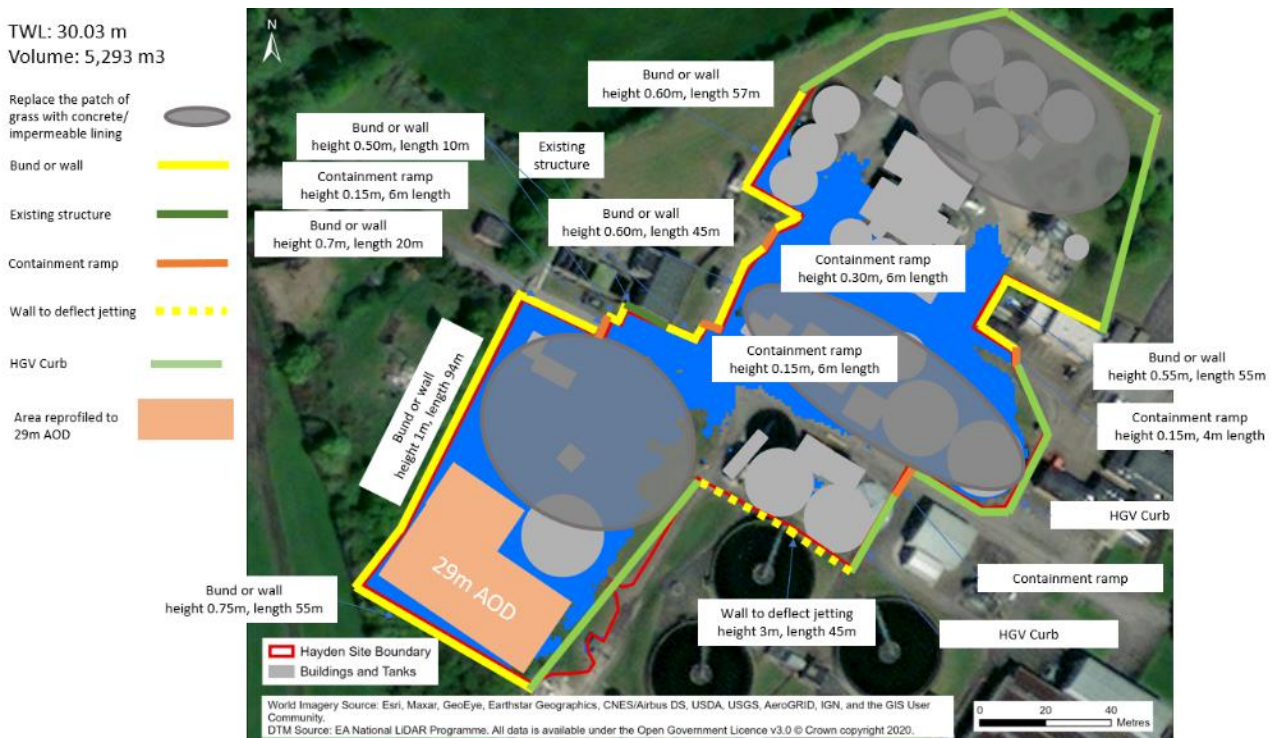 TWL: 30.03 m
Volume: 5,293 m3
Replace the patch of
grass with concrete/
impermeable lining
Bund or wall
Existing structure
Containment ramp
Wall to deflect jetting
HGV Curb
Area reprofiled to
29m AOD
N
Bund or wall
height 0.60m, length 57m
Bund or wall
height 0.50m, length 10m
Existing
structure
Containment ramp
height 0.15m, 6m length
Bund or wall
height 0.60m, length 45m
Bund or wall
height 0.7m, length 20m
Containment ramp
height 0.30m, 6m length
Containment ramp
height 0.15m, 6m length
Bund or wall
height 1m, length 94m
Bund or wall
height 0.55m, length 55m
Containment ramp
height 0.15m, 4m length
HGV Curb
Containment ramp
29m AOD
Bund or wall
height 0.75m, length 55m
Wall to deflect jetting
height 3m, length 45m
HGV Curb
Hayden Site Boundary
Buildings and Tanks
World Imagery Source: Esri, Maxar, GeoEye, Earthstar Geographics, CNES/Airbus DS, USDA, USGS, AeroGRID, IGN, and the GIS User
Community.
DTM Source: EA National LiDAR Programme. All data is available under the Open Government Licence v3.0 © Crown copyright 2020.
0 20 40
Metres